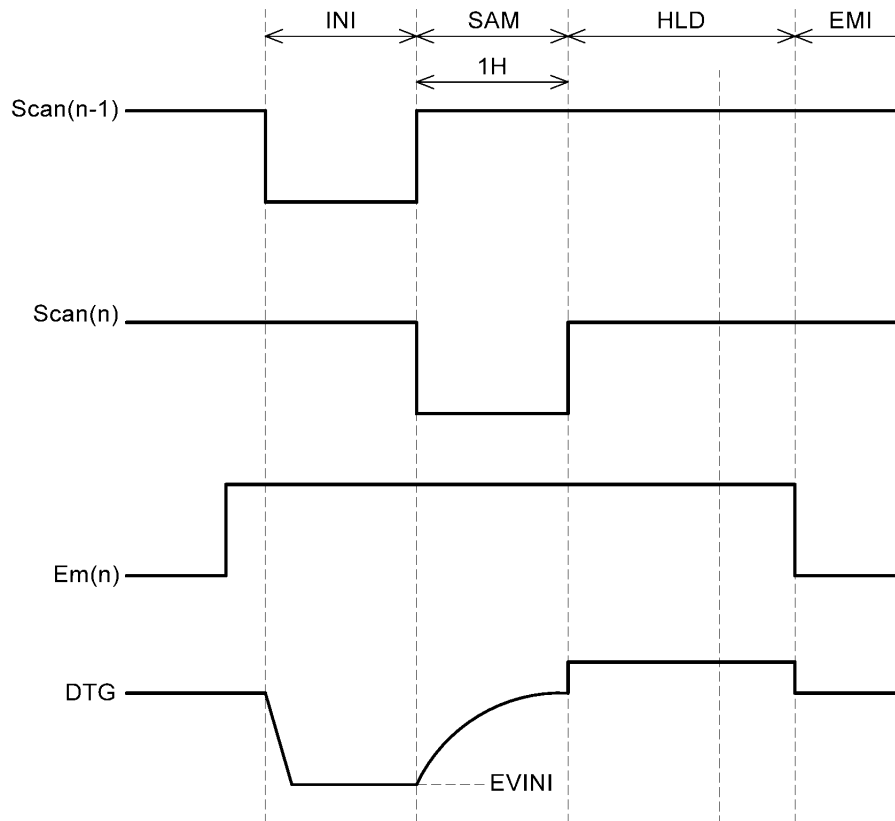 INI
SAM
HLD
EMI
1H
Scan(n-1)
Scan(n)
Em(n)
DTG
EVINI